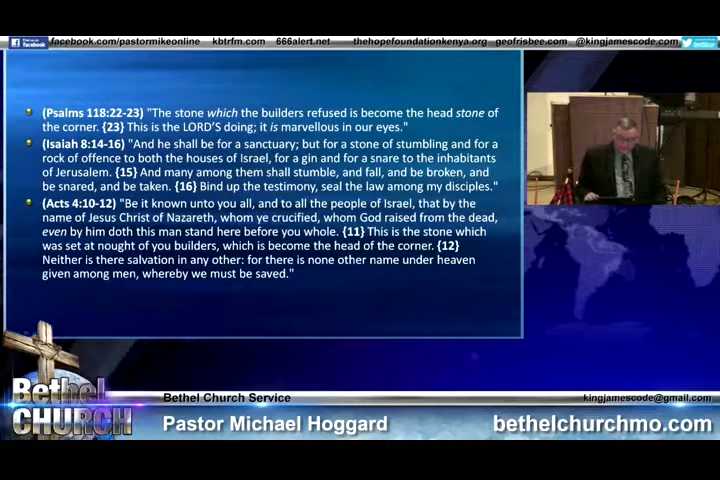 Find us on facebook facebook.com/pastormikeonline kbtrfm.com 666alert.net thehopefoundationkenya.org geofrisbee.com @kingjamescode.com twitter
(Psalms 118:22-23) "The stone which the builders refused is become the head stone of
the corner. {23} This is the LORD'S doing; it is marvellous in our eyes."
(Isaiah 8:14-16) "And he shall be for a sanctuary; but for a stone of stumbling and for a
rock of offence to both the houses of Israel, for a gin and for a snare to the inhabitants
of Jerusalem. {15} And many among them shall stumble, and fall, and be broken, and
be snared, and be taken. {16} Bind up the testimony, seal the law among my disciples."
(Acts 4:10-12) "Be it known unto you all, and to all the people of Israel, that by the
name of Jesus Christ of Nazareth, whom ye crucified, whom God raised from the dead,
even by him doth this man stand here before you whole. {11} This is the stone which
was set at nought of you builders, which is become the head of the corner. {12}
Neither is there salvation in any other: for there is none other name under heaven
given among men, whereby we must be saved."
Bethel
CHURCH
Bethel Church Service kingjamescode@gmail.com
Pastor Michael Hoggard bethelchurchmo.com